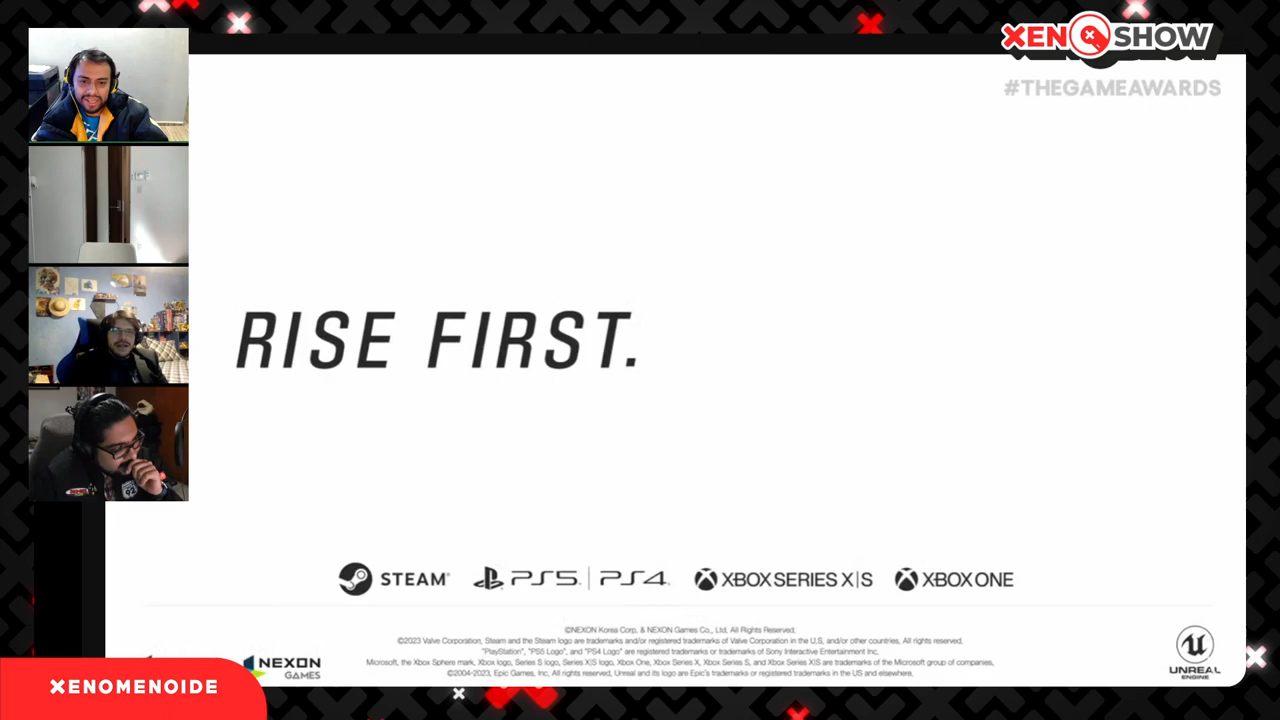 XENOSHOW
#THEGAMEAWARDS
RISE FIRST.
STEAM PS5 PS4 XBOX SERIES X|S XBOX ONE
©NEXON Korea Corp, & NEXON Games Co., Ltd, All Rights Reserved,
©2023 Valve Corporation, Steam and the Steam logo are trademarks and/or registered trademarks of Valve Corporation in the U.S, and/or other countries, All rights reserved,
"PlayStation", "PS5 Logo", and "PS4 Logo" are registered trademarks or trademarks of Sony Interactive Entertainment Inc,
Microsoft, the Xbox Sphere mark, Xbox logo, Series S logo, Series X|S logo, Xbox One, Xbox Series X, Xbox Series S, and Xbox Series X|S are trademarks of the Microsoft group of companies,
©2004-2023, Epic Games, Inc, All rights reserved, Unreal and its logo are Epic's trademarks or registered trademarks in the US and elsewhere,
NEXON
GAMES
UNREAL
ENGINE
XENOMENOIDE